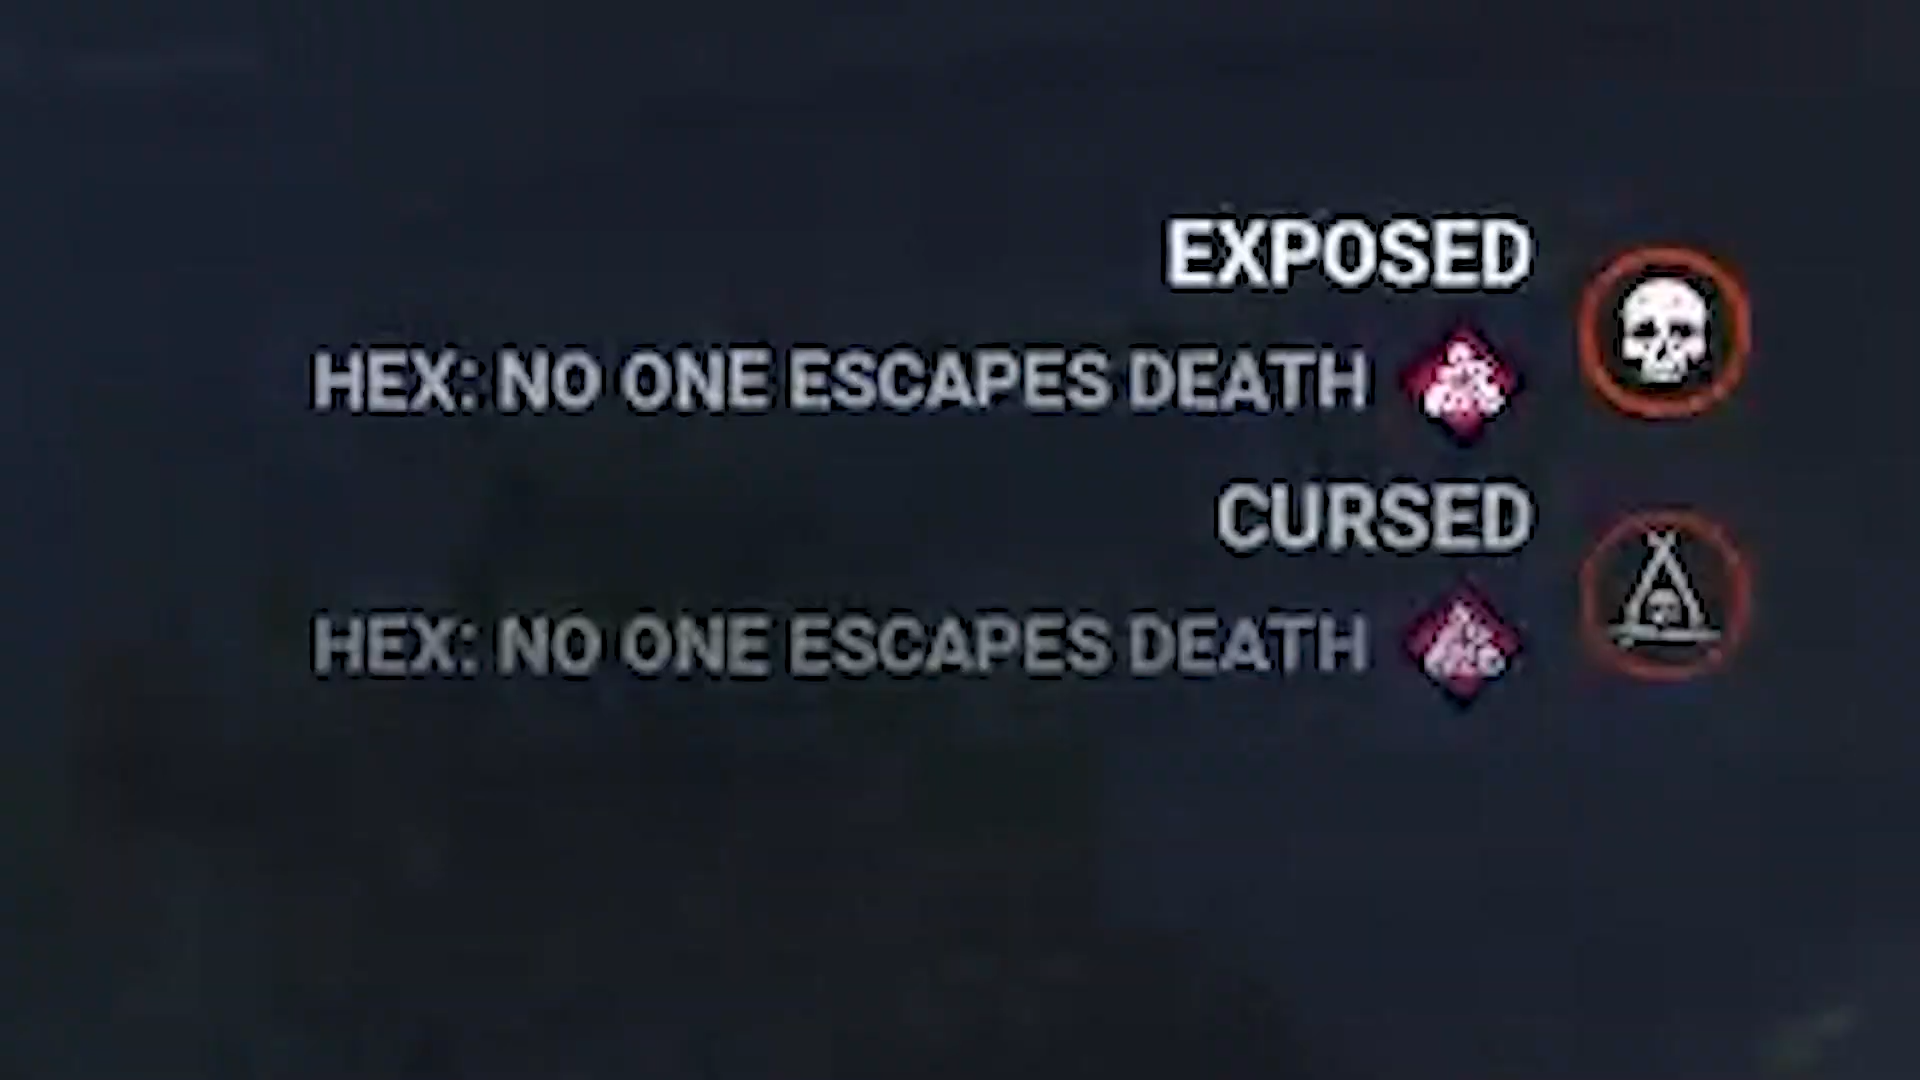 EXPOSED
HEX: NO ONE ESCAPES DEATH
CURSED
HEX: NO ONE ESCAPES DEATH